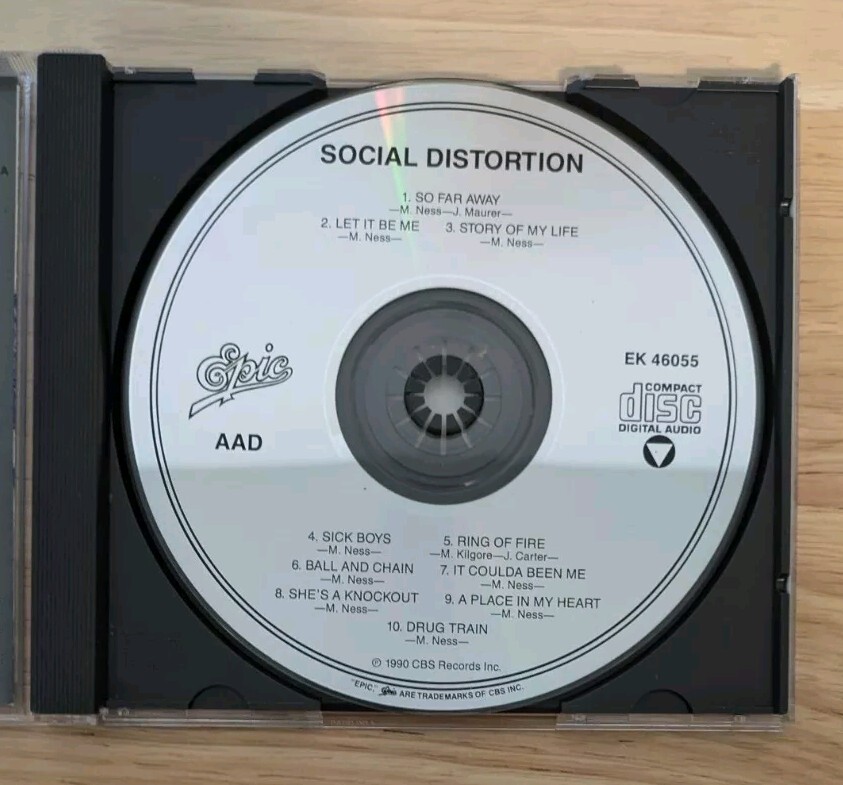 SOCIAL DISTORTION
1. SO FAR AWAY
—M. Ness—J. Maurer—
2. LET IT BE ME 3. STORY OF MY LIFE
—M. Ness— —M. Ness—
Epic
AAD
EK 46055
COMPACT
disc
DIGITAL AUDIO
4. SICK BOYS 5. RING OF FIRE
—M. Ness— —M. Kilgore—J. Carter—
6. BALL AND CHAIN 7. IT COULDA BEEN ME
—M. Ness— —M. Ness—
8. SHE'S A KNOCKOUT 9. A PLACE IN MY HEART
—M. Ness— —M. Ness—
10. DRUG TRAIN
—M. Ness—
℗ 1990 CBS Records Inc.
"EPIC," Epic ARE TRADEMARKS OF CBS INC.